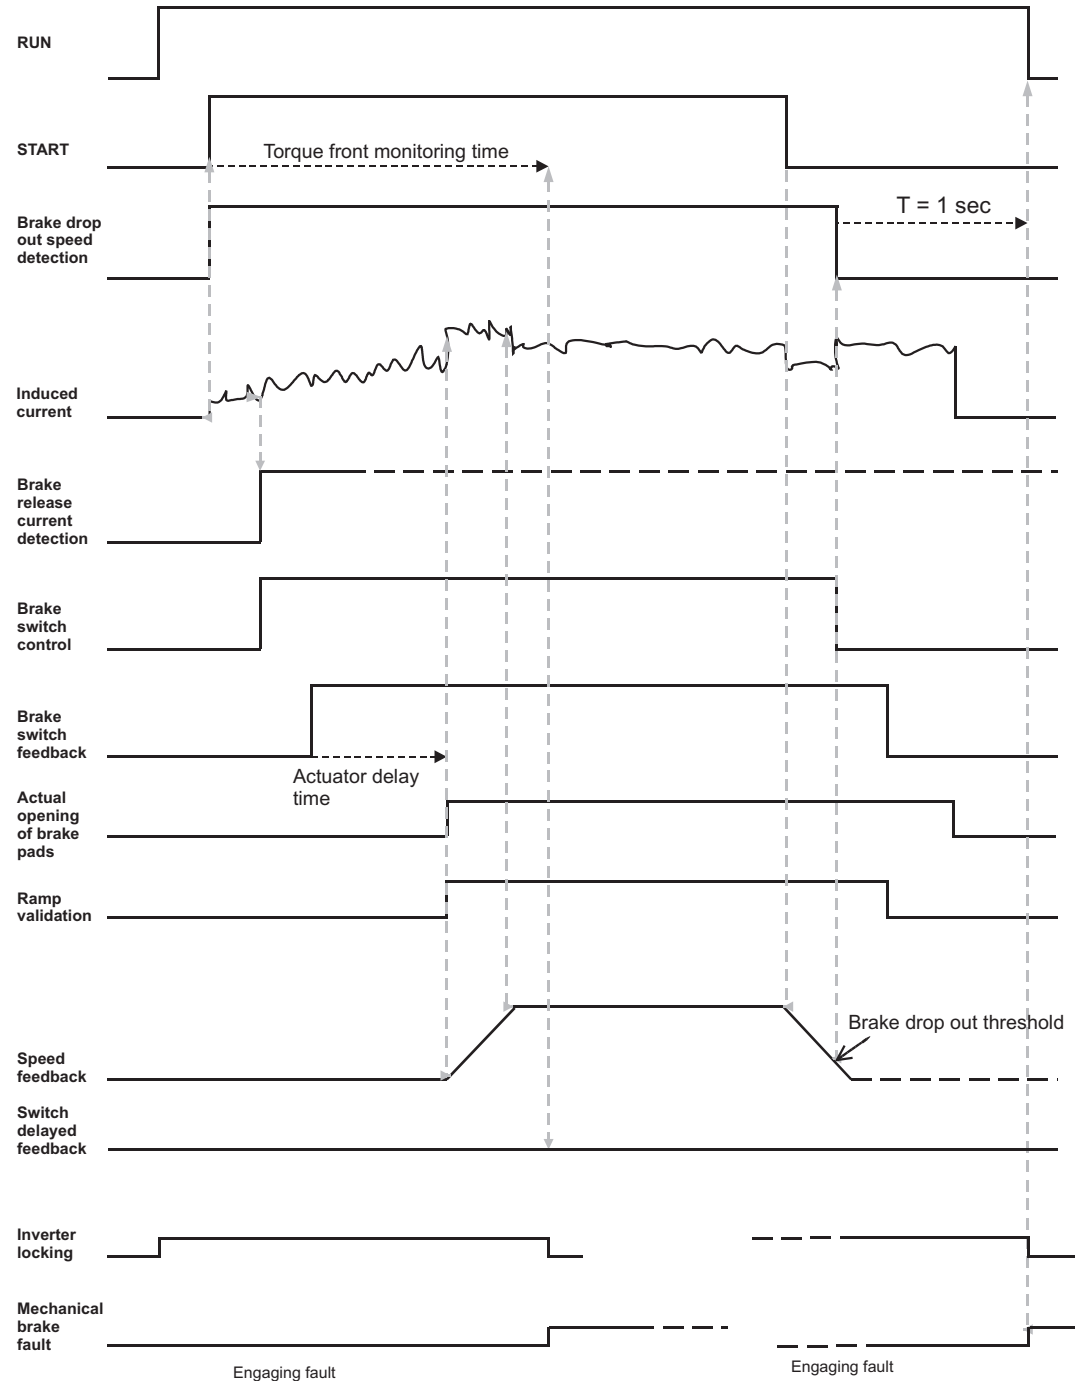 RUN
START
Torque front monitoring time
Brake drop
out speed
detection
T = 1 sec
Induced
current
Brake
release
current
detection
Brake
switch
control
Brake
switch
feedback
Actuator delay
time
Actual
opening
of brake
pads
Ramp
validation
Brake drop out threshold
Speed
feedback
Switch
delayed
feedback
Inverter
locking
Mechanical
brake
fault
Engaging fault
Engaging fault